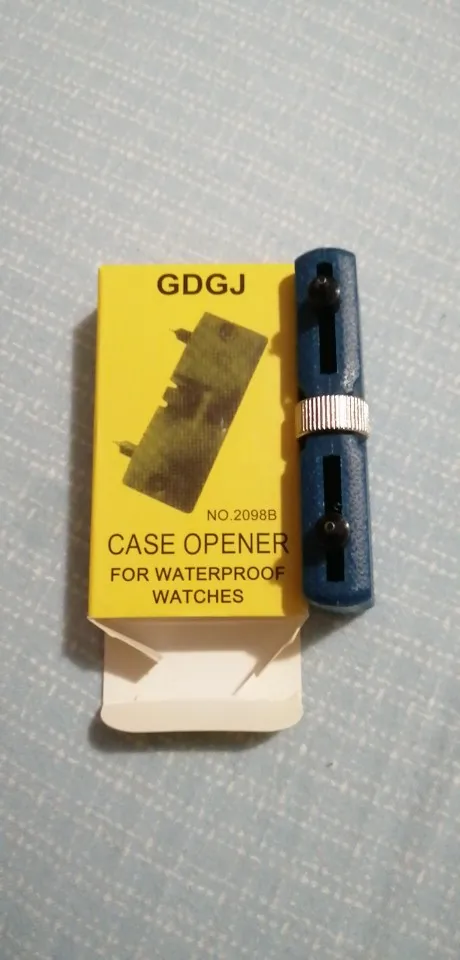 GDGJ
NO.2098B
CASE OPENER
FOR WATERPROOF
WATCHES